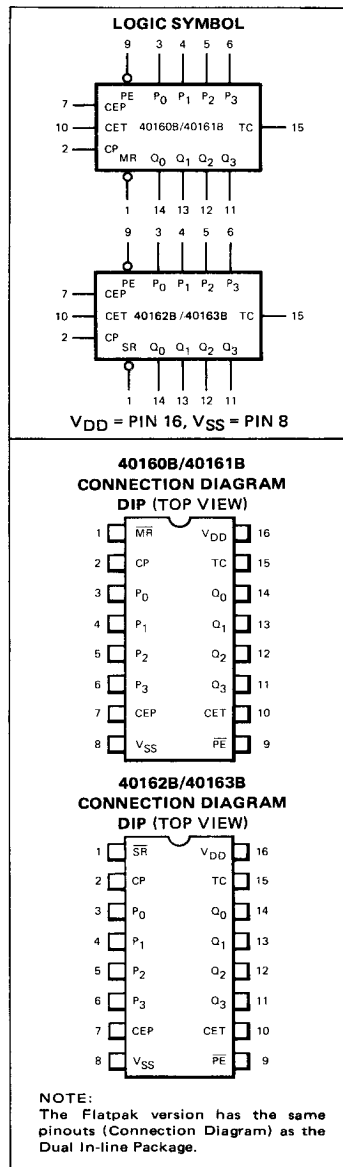 LOGIC SYMBOL
9 3 4 5 6
PE P0 P1 P2 P3
7 CEP
10 CET 40160B/40161B TC 15
2 CP
MR Q0 Q1 Q2 Q3
1 14 13 12 11
9 3 4 5 6
PE P0 P1 P2 P3
7 CEP
10 CET 40162B/40163B TC 15
2 CP
SR Q0 Q1 Q2 Q3
1 14 13 12 11
VDD = PIN 16, VSS = PIN 8
40160B/40161B
CONNECTION DIAGRAM
DIP (TOP VIEW)
1 MR VDD 16
2 CP TC 15
3 P0 Q0 14
4 P1 Q1 13
5 P2 Q2 12
6 P3 Q3 11
7 CEP CET 10
8 VSS PE 9
40162B/40163B
CONNECTION DIAGRAM
DIP (TOP VIEW)
1 SR VDD 16
2 CP TC 15
3 P0 Q0 14
4 P1 Q1 13
5 P2 Q2 12
6 P3 Q3 11
7 CEP CET 10
8 VSS PE 9
NOTE:
The Flatpak version has the same
pinouts (Connection Diagram) as the
Dual In-line Package.